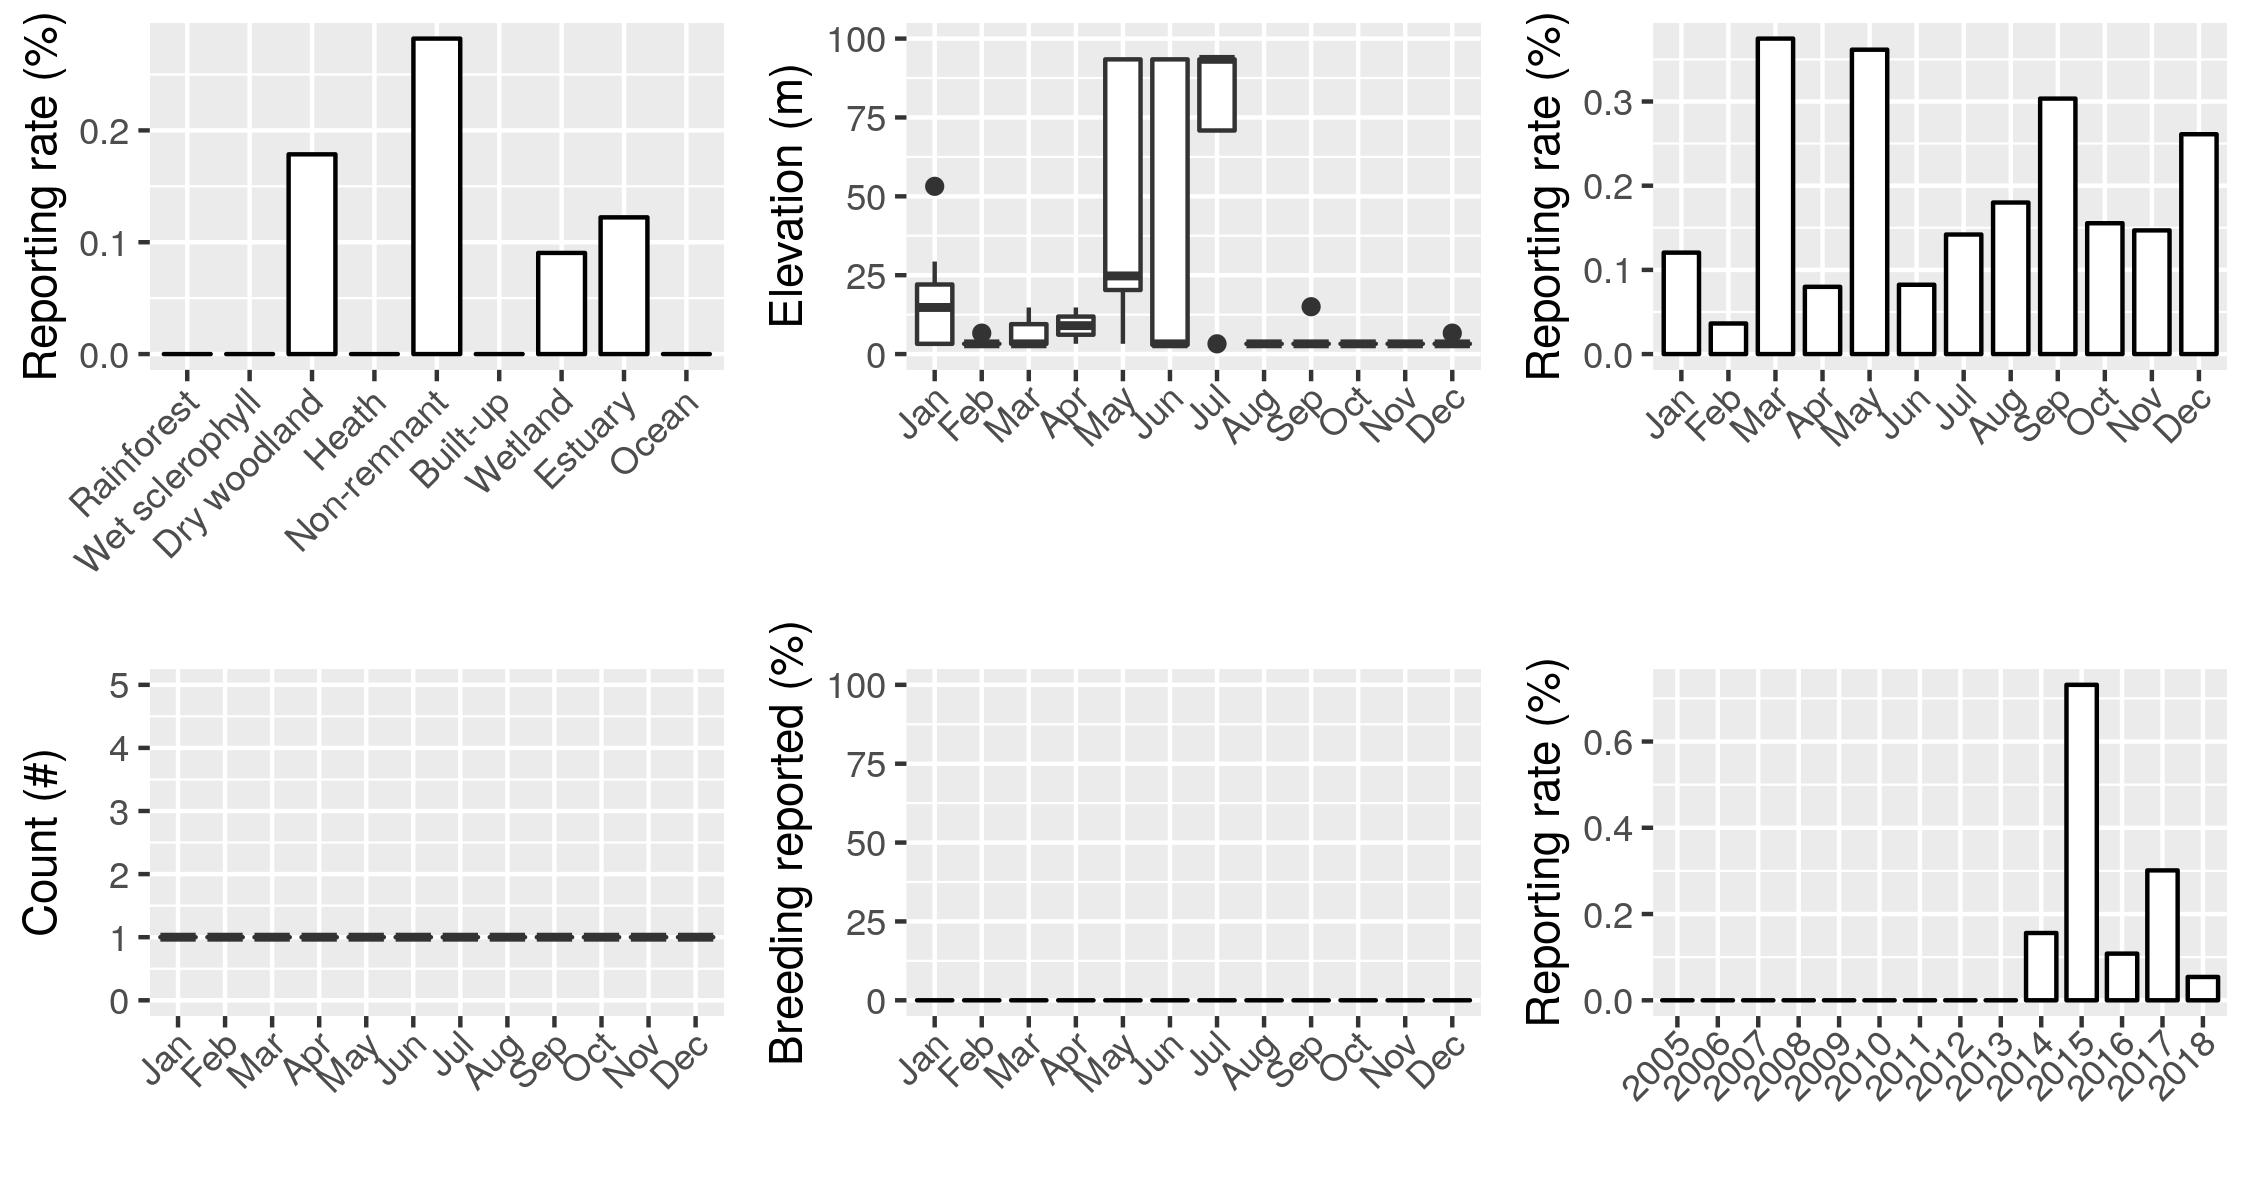 Reporting rate (%)
0.2
0.1
0.0
Rainforest
Wet sclerophyll
Dry woodland
Heath
Non-remnant
Built-up
Wetland
Estuary
Ocean
Elevation (m)
100
75
50
25
0
Jan
Feb
Mar
Apr
May
Jun
Jul
Aug
Sep
Oct
Nov
Dec
Reporting rate (%)
0.3
0.2
0.1
0.0
Jan
Feb
Mar
Apr
May
Jun
Jul
Aug
Sep
Oct
Nov
Dec
Count (#)
5
4
3
2
1
0
Jan
Feb
Mar
Apr
May
Jun
Jul
Aug
Sep
Oct
Nov
Dec
Breeding reported (%)
100
75
50
25
0
Jan
Feb
Mar
Apr
May
Jun
Jul
Aug
Sep
Oct
Nov
Dec
Reporting rate (%)
0.6
0.4
0.2
0.0
2005
2006
2007
2008
2009
2010
2011
2012
2013
2014
2015
2016
2017
2018